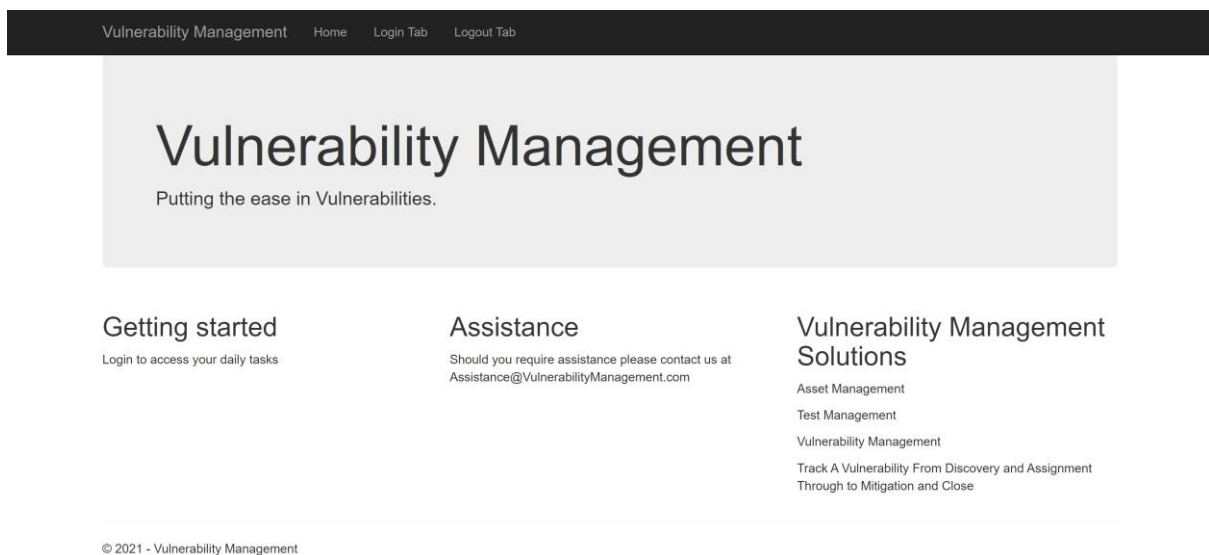 Vulnerability Management Home Login Tab Logout Tab
Vulnerability Management
Putting the ease in Vulnerabilities.
Getting started
Login to access your daily tasks
Assistance
Should you require assistance please contact us at
Assistance@VulnerabilityManagement.com
Vulnerability Management
Solutions
Asset Management
Test Management
Vulnerability Management
Track A Vulnerability From Discovery and Assignment
Through to Mitigation and Close
© 2021 - Vulnerability Management